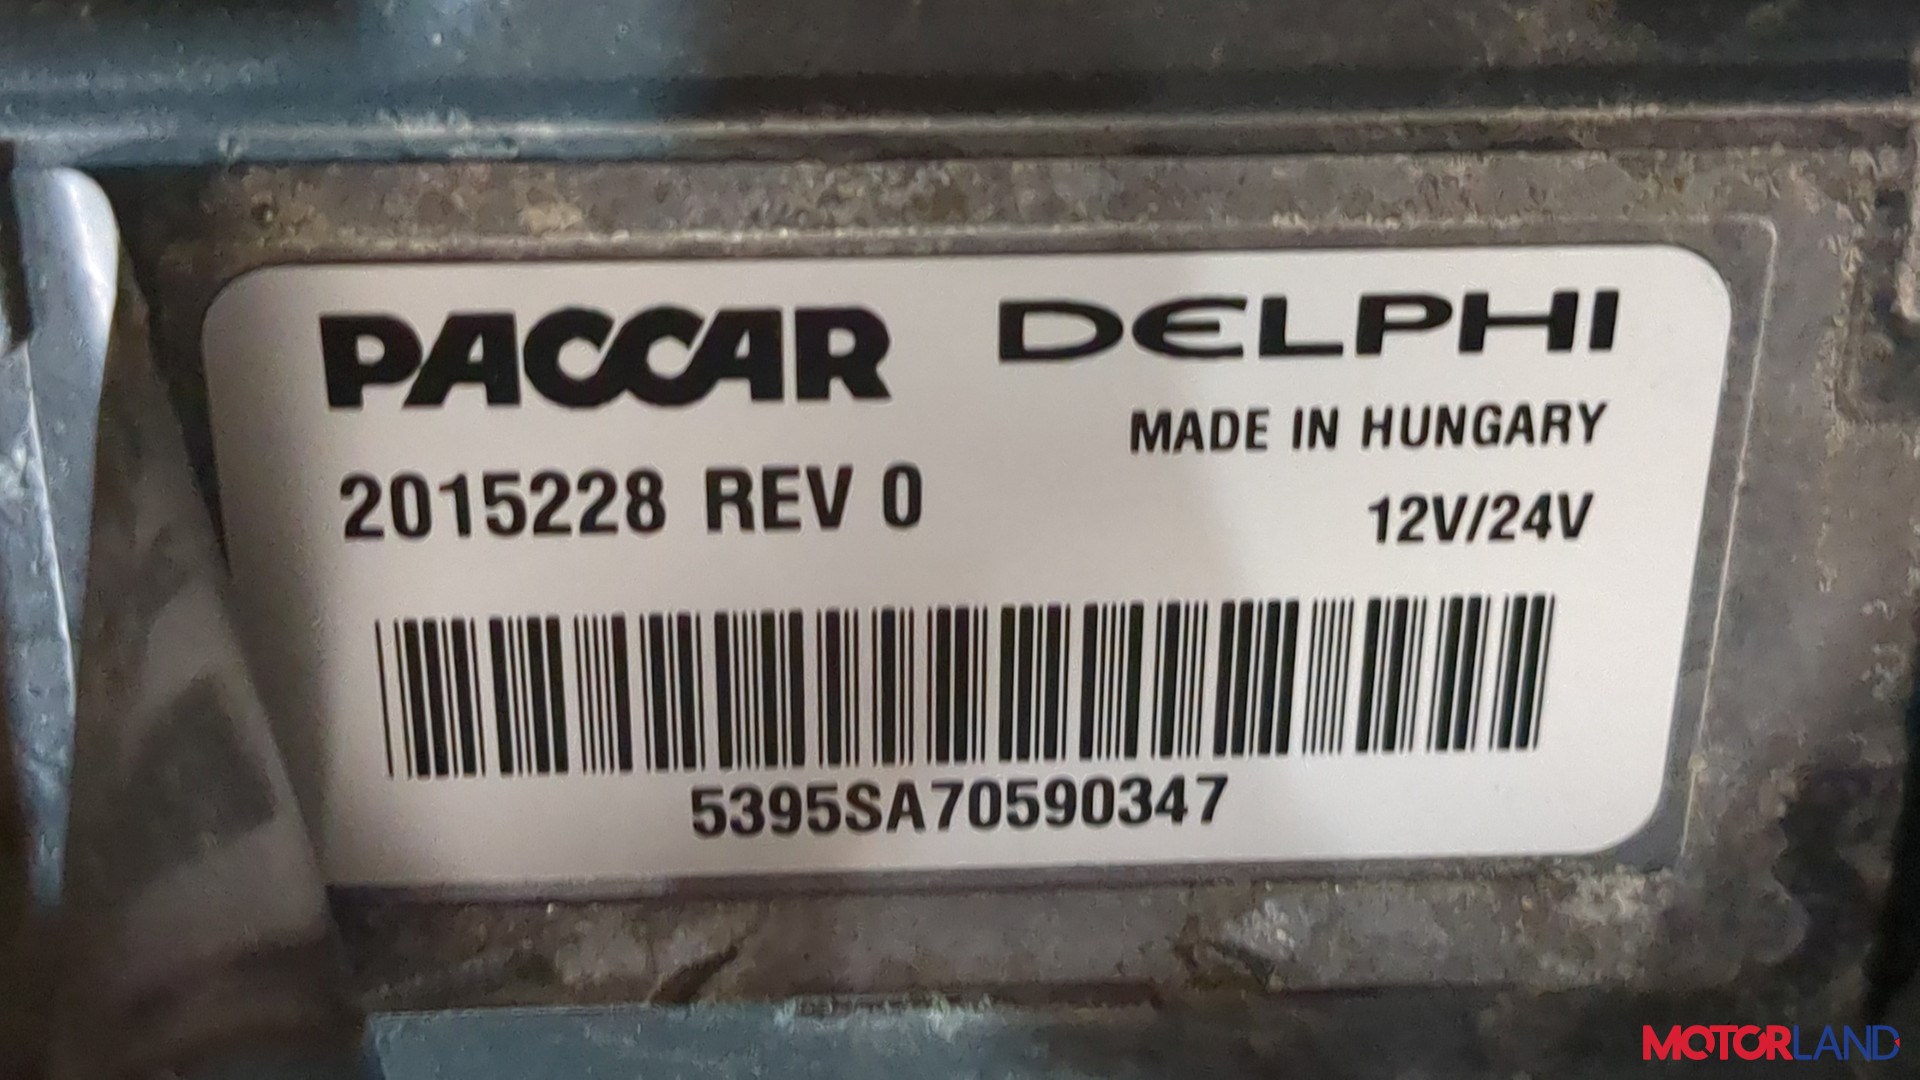 PACCAR DELPHI
MADE IN HUNGARY
2015228 REV 0
12V/24V
5395SA70590347
MOTORLAND